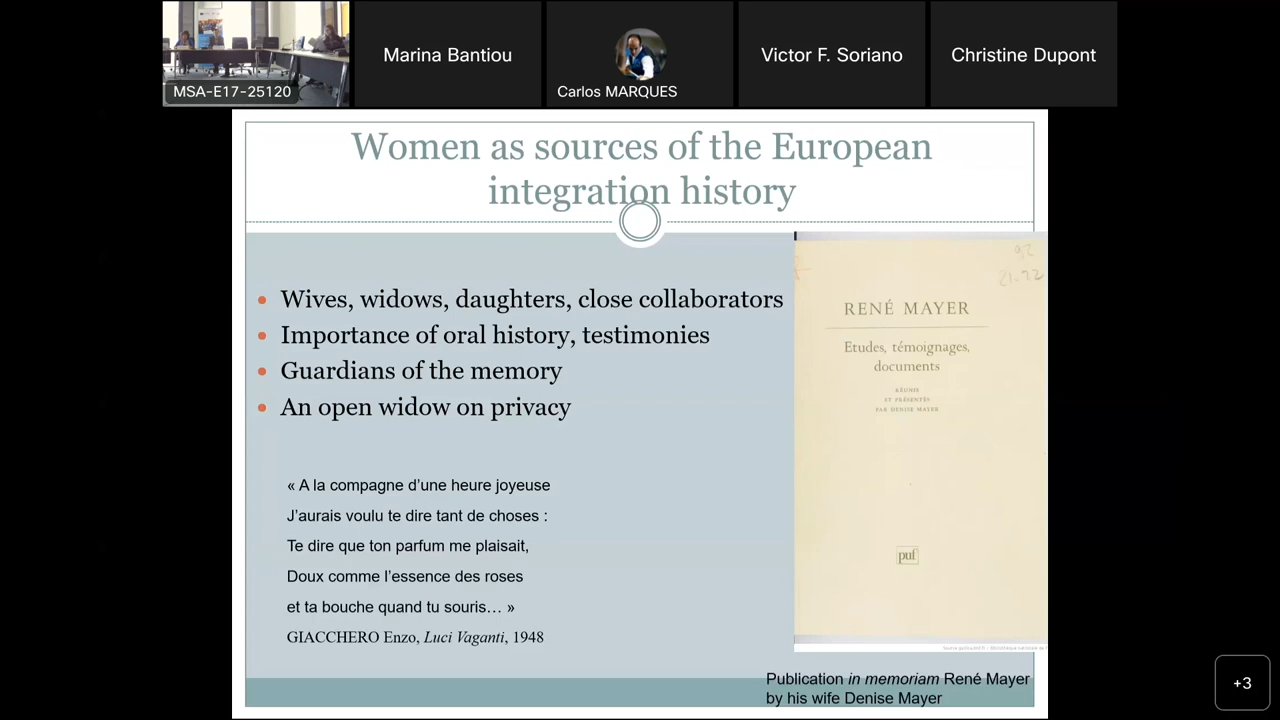 MSA-E17-25120
Marina Bantiou
Carlos MARQUES
Victor F. Soriano
Christine Dupont
Women as sources of the European
integration history
• Wives, widows, daughters, close collaborators
• Importance of oral history, testimonies
• Guardians of the memory
• An open widow on privacy
« A la compagne d’une heure joyeuse
J’aurais voulu te dire tant de choses :
Te dire que ton parfum me plaisait,
Doux comme l’essence des roses
et ta bouche quand tu souris… »
GIACCHERO Enzo, Luci Vaganti, 1948
RENÉ MAYER
Etudes, témoignages,
documents
RÉUNIS
ET PRÉSENTÉS
PAR DENISE MAYER
puf
Publication in memoriam René Mayer
by his wife Denise Mayer
+3